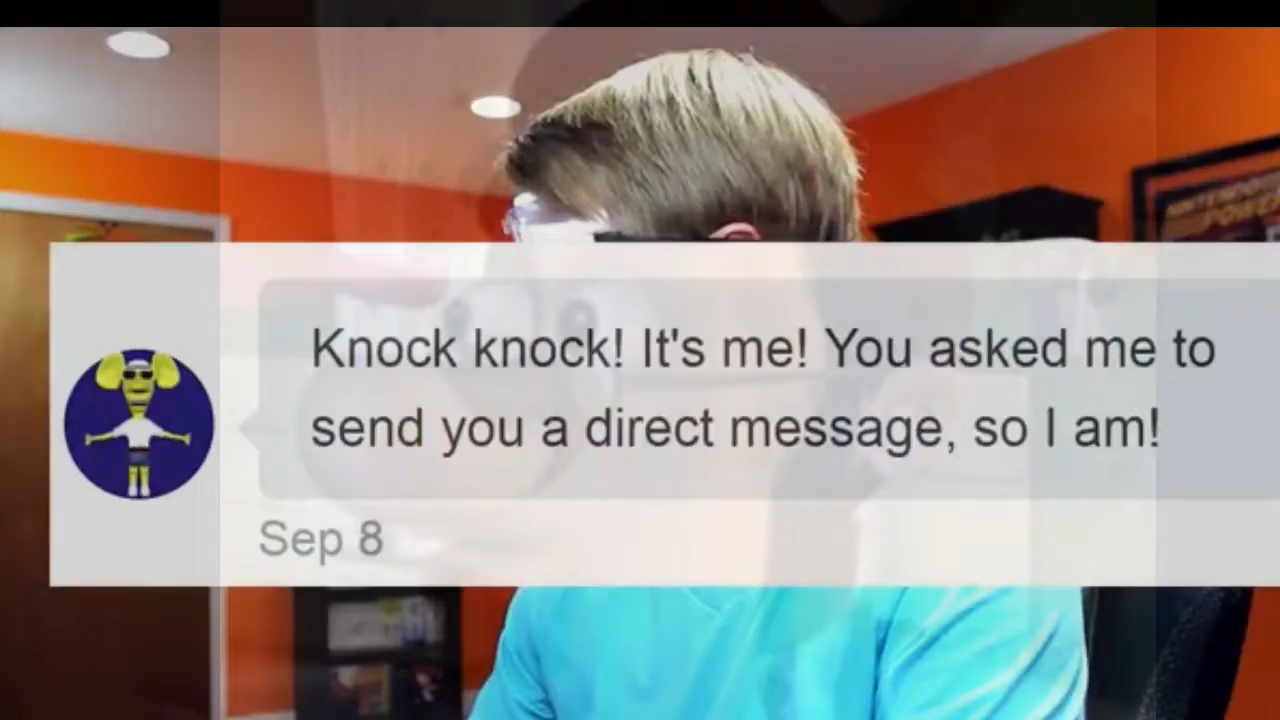 Knock knock! It's me! You asked me to
send you a direct message, so I am!
Sep 8